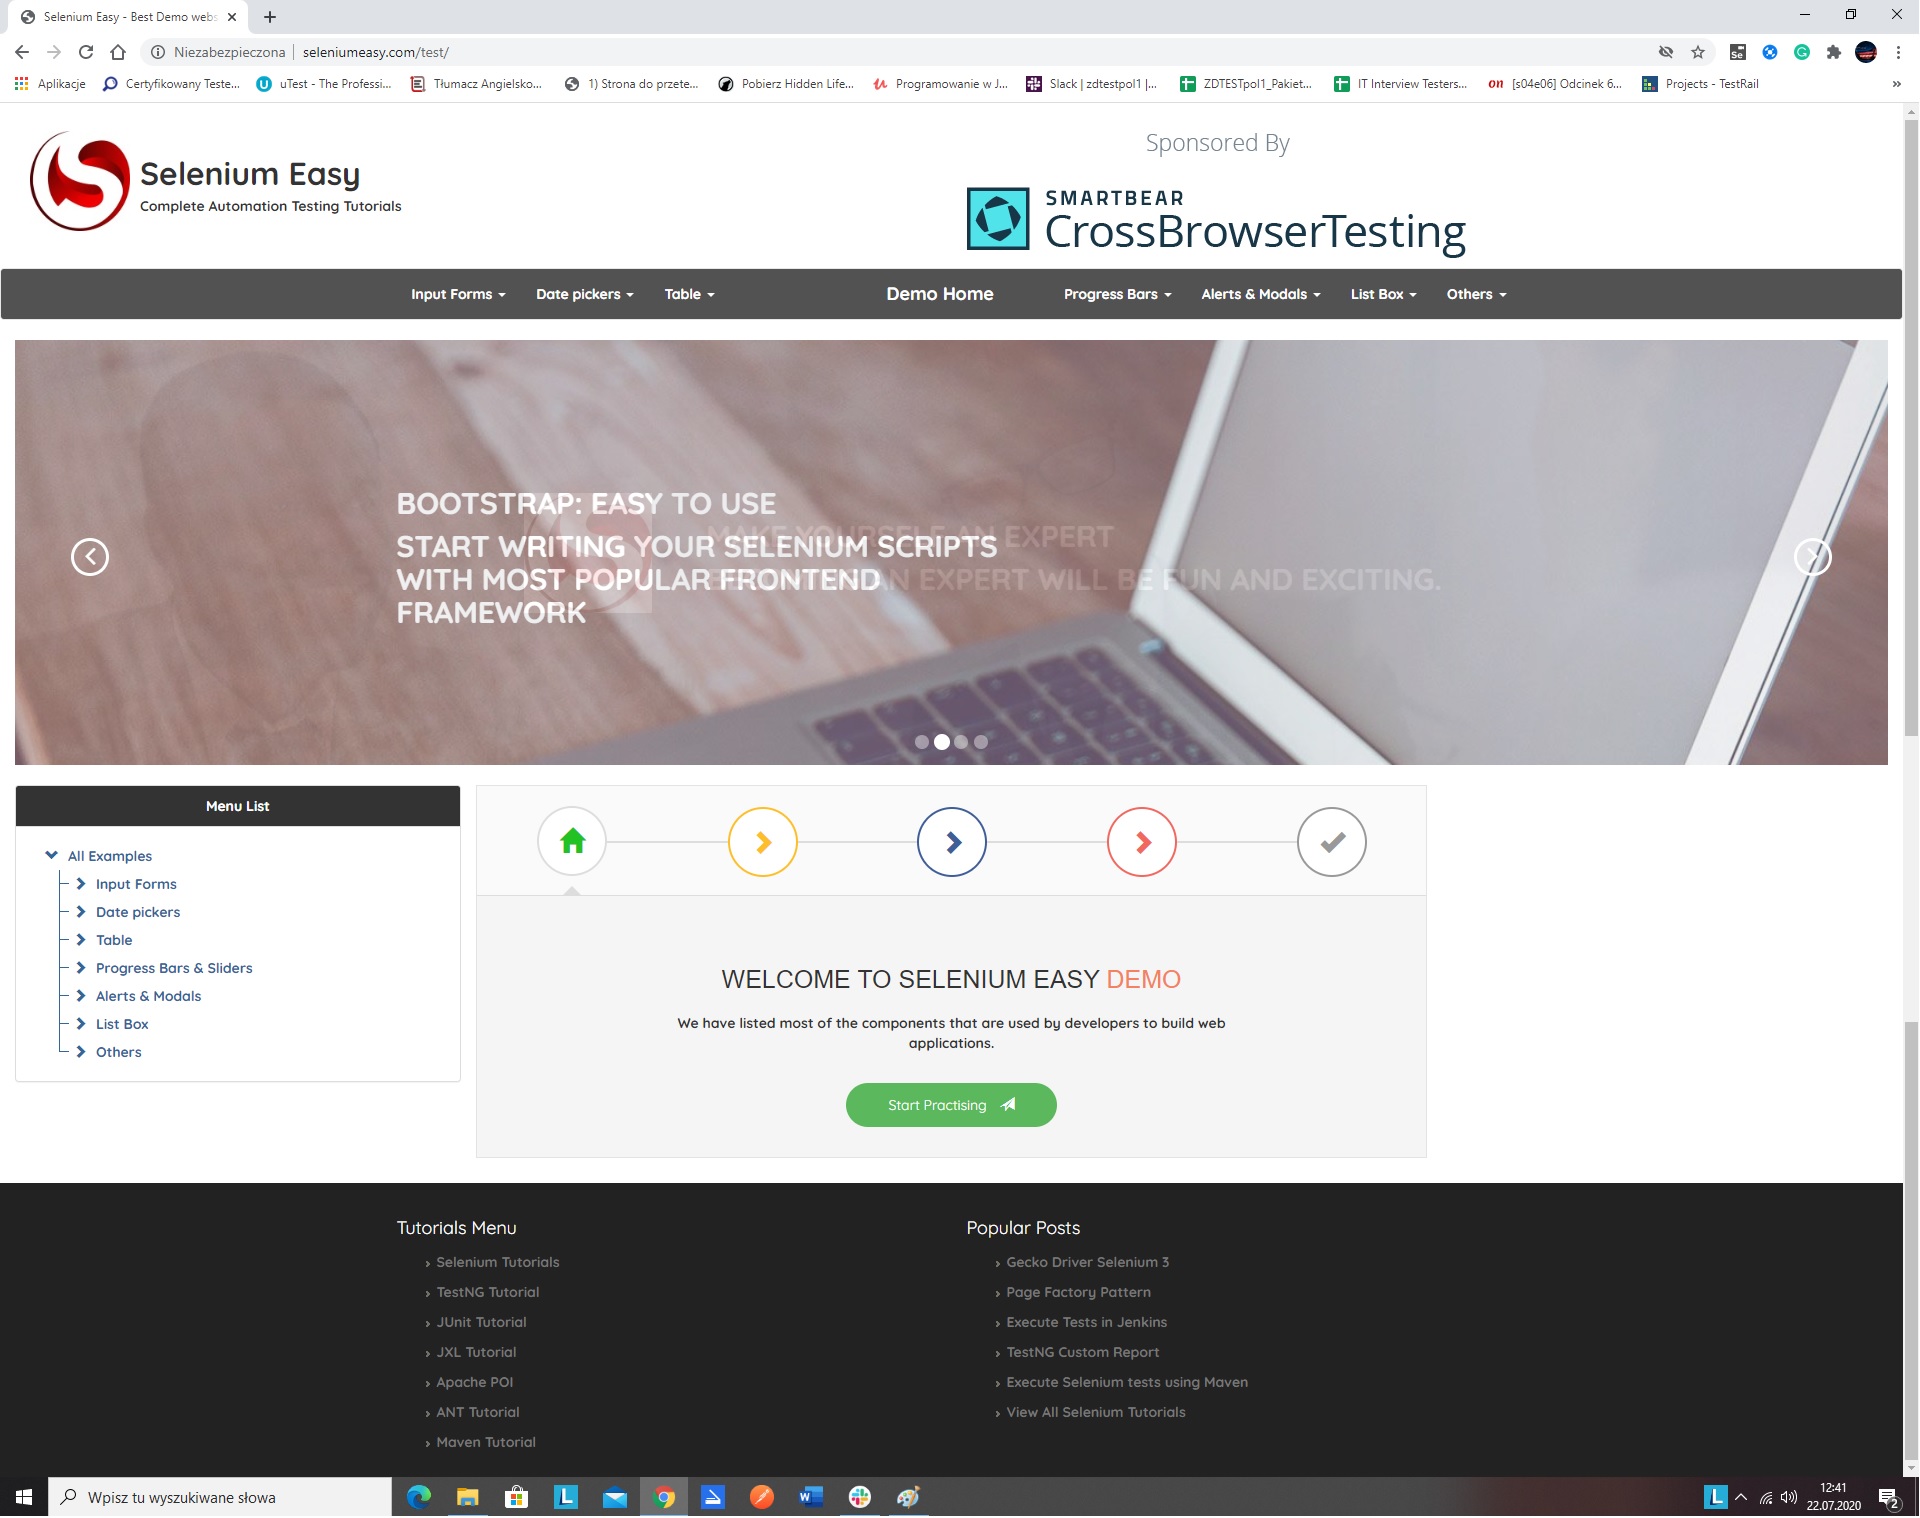 Selenium Easy - Best Demo webs
Niezabezpieczona | seleniumeasy.com/test/
Aplikacje Certyfikowany Teste... uTest - The Professi... Tłumacz Angielsko... 1) Strona do przete... Pobierz Hidden Life... Programowanie w J... Slack | zdtestpol1 |... ZDTESTpol1_Pakiet... IT Interview Testers... on [s04e06] Odcinek 6... Projects - TestRail
Selenium Easy
Complete Automation Testing Tutorials
Sponsored By
SMARTBEAR
CrossBrowserTesting
Input Forms Date pickers Table Demo Home Progress Bars Alerts & Modals List Box Others
BOOTSTRAP: EASY TO USE
START WRITING YOUR SELENIUM SCRIPTS
WITH MOST POPULAR FRONTEND
FRAMEWORK
MAKE YOURSELF AN EXPERT
AN EXPERT WILL BE FUN AND EXCITING.
Menu List
All Examples
Input Forms
Date pickers
Table
Progress Bars & Sliders
Alerts & Modals
List Box
Others
WELCOME TO SELENIUM EASY DEMO
We have listed most of the components that are used by developers to build web
applications.
Start Practising
Tutorials Menu
Selenium Tutorials
TestNG Tutorial
JUnit Tutorial
JXL Tutorial
Apache POI
ANT Tutorial
Maven Tutorial
Popular Posts
Gecko Driver Selenium 3
Page Factory Pattern
Execute Tests in Jenkins
TestNG Custom Report
Execute Selenium tests using Maven
View All Selenium Tutorials
Wpisz tu wyszukiwane słowa
12:41
22.07.2020
2